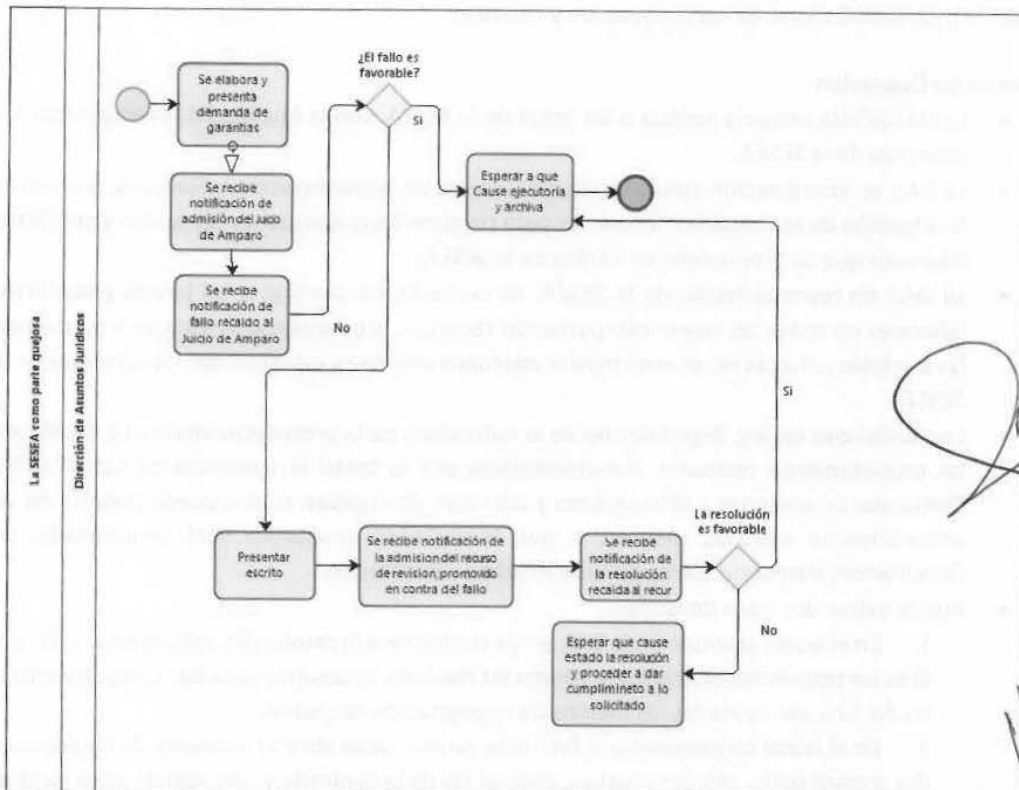 La SESEA como parte quejosa
Dirección de Asuntos Jurídicos
Se elabora y
presenta
demanda de
garantías
Se recibe
notificación de
admisión del Juicio
de Amparo
Se recibe
notificación de
fallo recaído al
Juicio de Amparo
¿El fallo es
favorable?
Si
No
Esperar a que
Cause ejecutoria
y archiva
Si
Presentar
escrito
Se recibe notificación de
la admision del recurso
de revision, promovido
en contra del fallo
Se recibe
notificación de
la resolución
recaida al recur
La resolución
es favorable
No
Esperar que cause
estado la resolución
y proceder a dar
cumplimineto a lo
solicitado